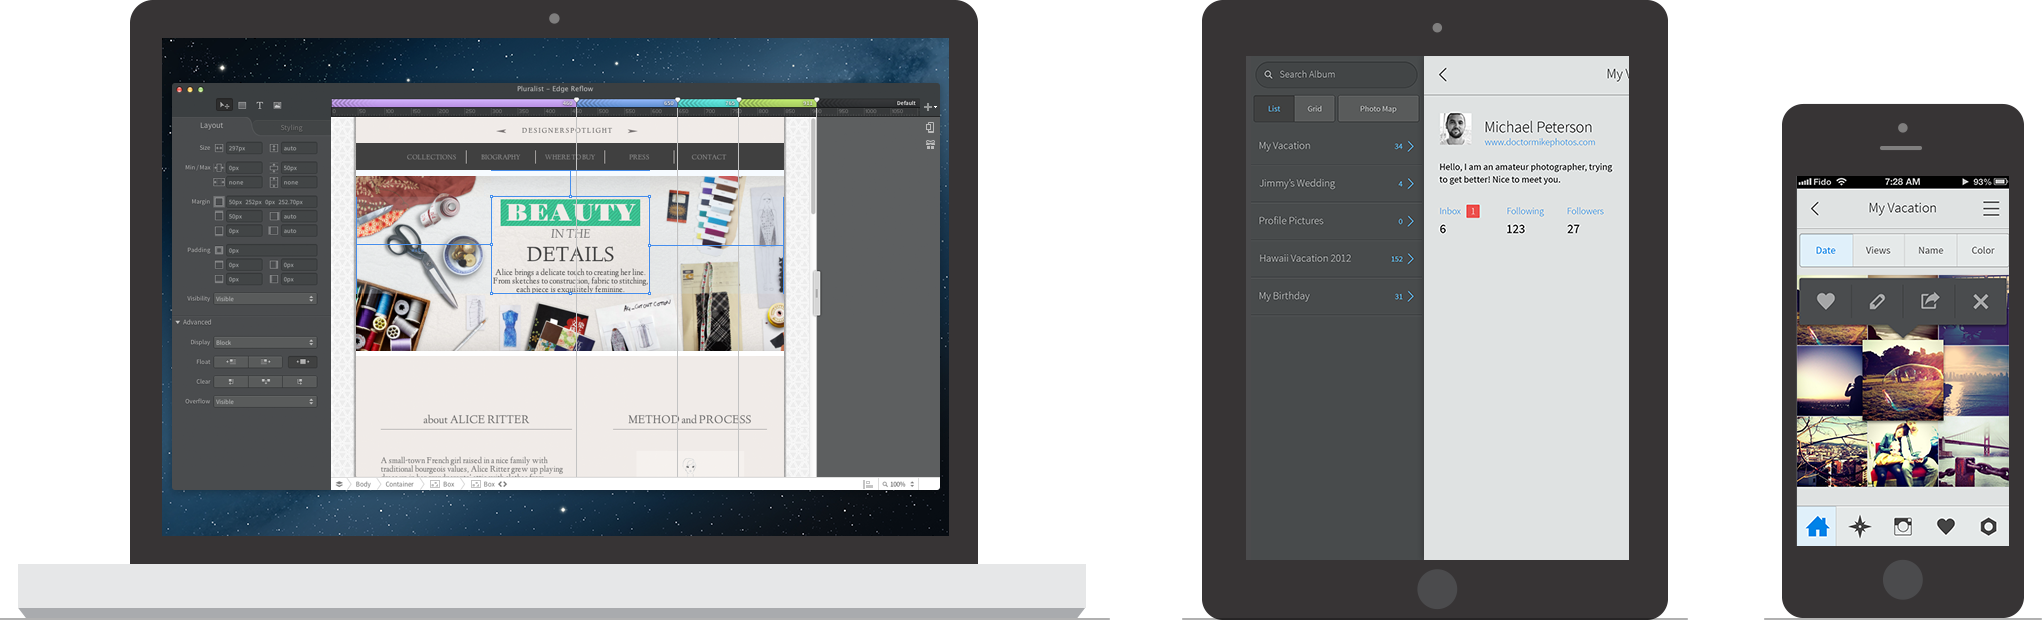 Pluralist – Edge Reflow
T
Layout
Styling
Size
297px
auto
Min / Max
0px
50px
none
none
Margin
50px 252px 0px 252.70px
50px
auto
0px
auto
Padding
0px
0px
0px
0px
0px
Visibility
Visible
Advanced
Display
Block
Float
Clear
Overflow
Visible
Default
DESIGNERSPOTLIGHT
COLLECTIONS
BIOGRAPHY
WHERE TO BUY
PRESS
CONTACT
BEAUTY
IN THE
DETAILS
Alice brings a delicate touch to creating her line.
From sketches to construction, fabric to stitching,
each piece is exquisitely feminine.
about ALICE RITTER
METHOD and PROCESS
A small-town French girl raised in a nice family with
traditional bourgeois values, Alice Ritter grew up playing
Body
Container
Box
Box
100%
Search Album
List
Grid
Photo Map
My Vacation
34
Jimmy's Wedding
4
Profile Pictures
0
Hawaii Vacation 2012
152
My Birthday
31
My V
Michael Peterson
www.doctormikephotos.com
Hello, I am an amateur photographer, trying
to get better! Nice to meet you.
Inbox 1
Following
Followers
6
123
27
Fido
7:28 AM
93%
My Vacation
Date
Views
Name
Color